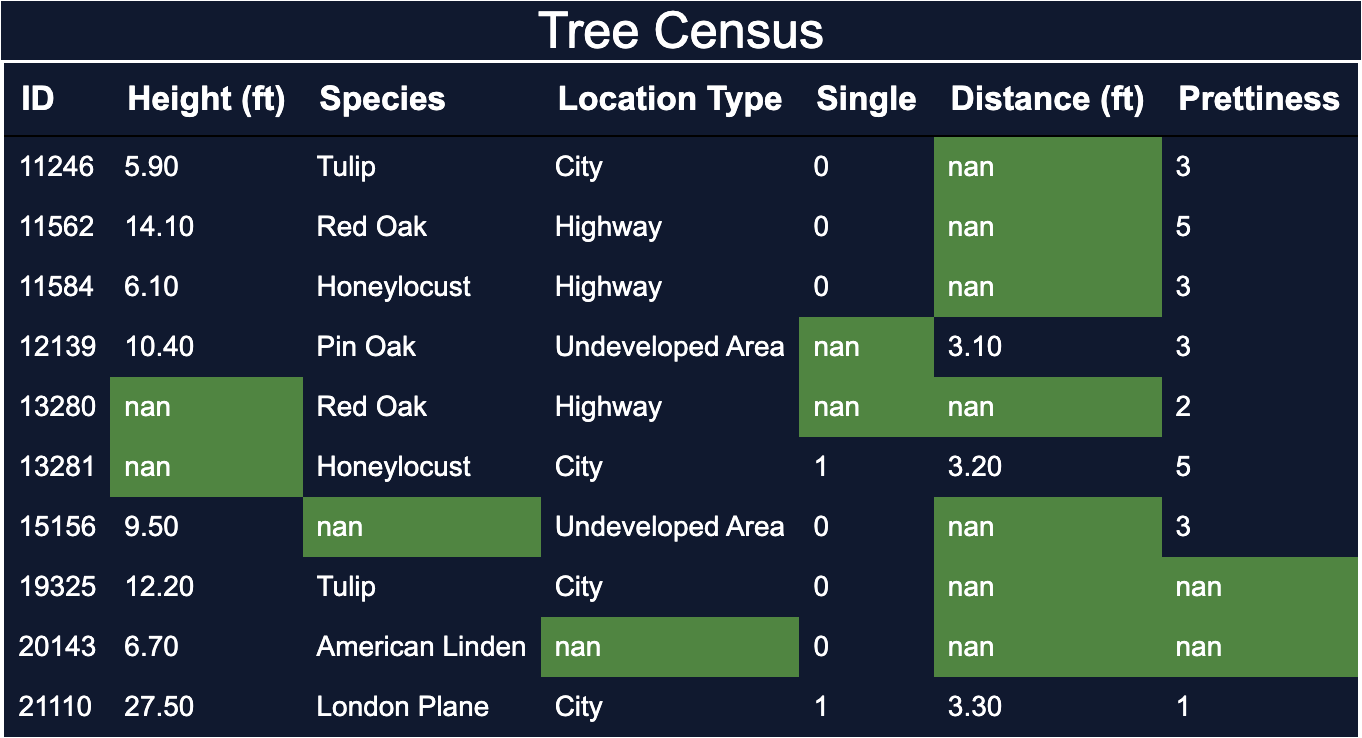 Tree Census
ID Height (ft) Species Location Type Single Distance (ft) Prettiness
11246 5.90 Tulip City 0 nan 3
11562 14.10 Red Oak Highway 0 nan 5
11584 6.10 Honeylocust Highway 0 nan 3
12139 10.40 Pin Oak Undeveloped Area nan 3.10 3
13280 nan Red Oak Highway nan nan 2
13281 nan Honeylocust City 1 3.20 5
15156 9.50 nan Undeveloped Area 0 nan 3
19325 12.20 Tulip City 0 nan nan
20143 6.70 American Linden nan 0 nan nan
21110 27.50 London Plane City 1 3.30 1